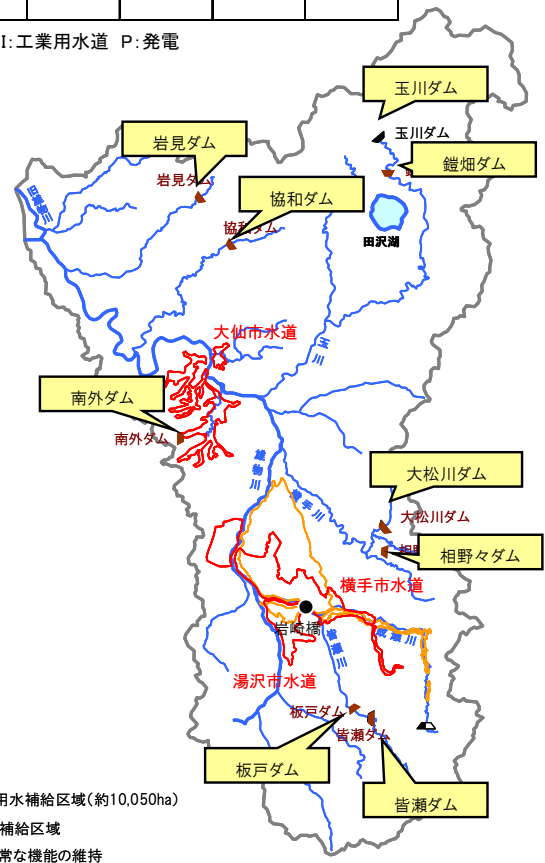 I:工業用水道 P:発電
玉川ダム
玉川ダム
岩見ダム
岩見ダム
鎧畑ダム
協和ダム
協和ダム
旧雄物川
田沢湖
大仙市水道
玉川
南外ダム
南外ダム
雄物川
横手川
大松川ダム
大松川ダム
相野々ダム
横手市水道
岩崎橋
皆瀬川
成瀬川
湯沢市水道
板戸ダム
皆瀬ダム
板戸ダム
皆瀬ダム
用水補給区域(約10,050ha)
補給区域
常な機能の維持